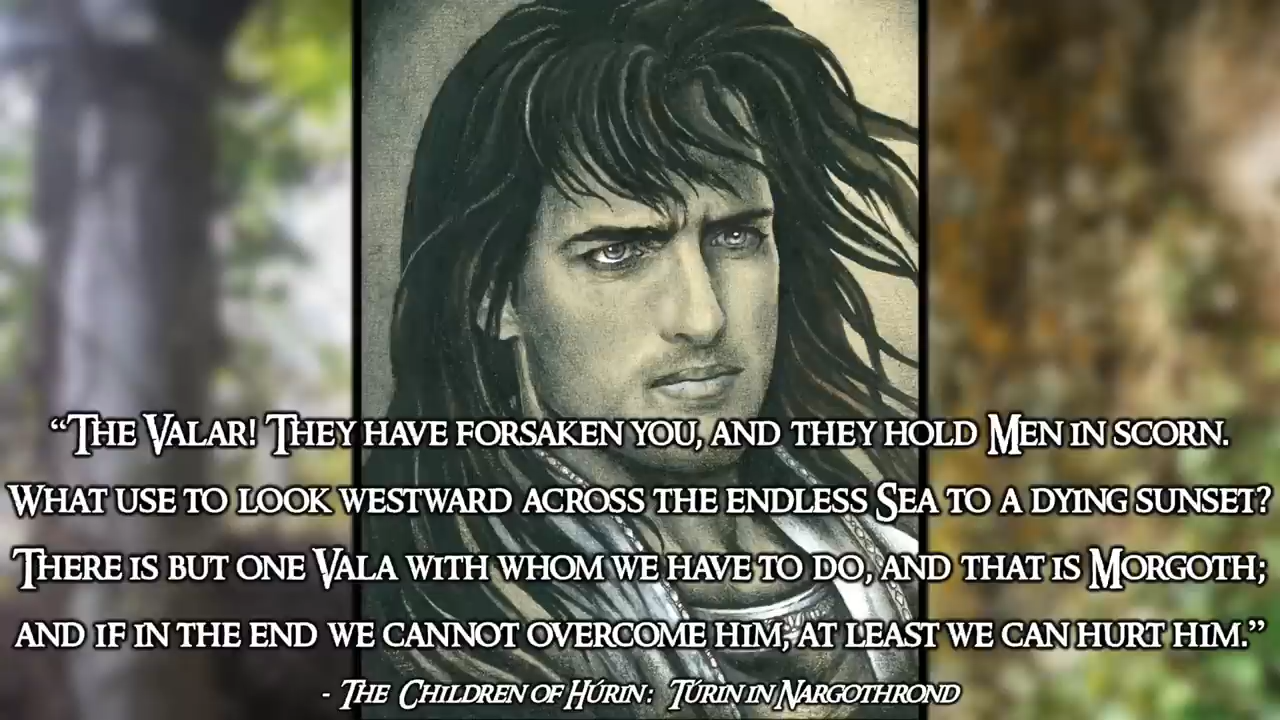 “The Valar! They have forsaken you, and they hold Men in scorn.
What use to look westward across the endless Sea to a dying sunset?
There is but one Vala with whom we have to do, and that is Morgoth;
and if in the end we cannot overcome him, at least we can hurt him.”
- The Children of Húrin: Túrin in Nargothrond